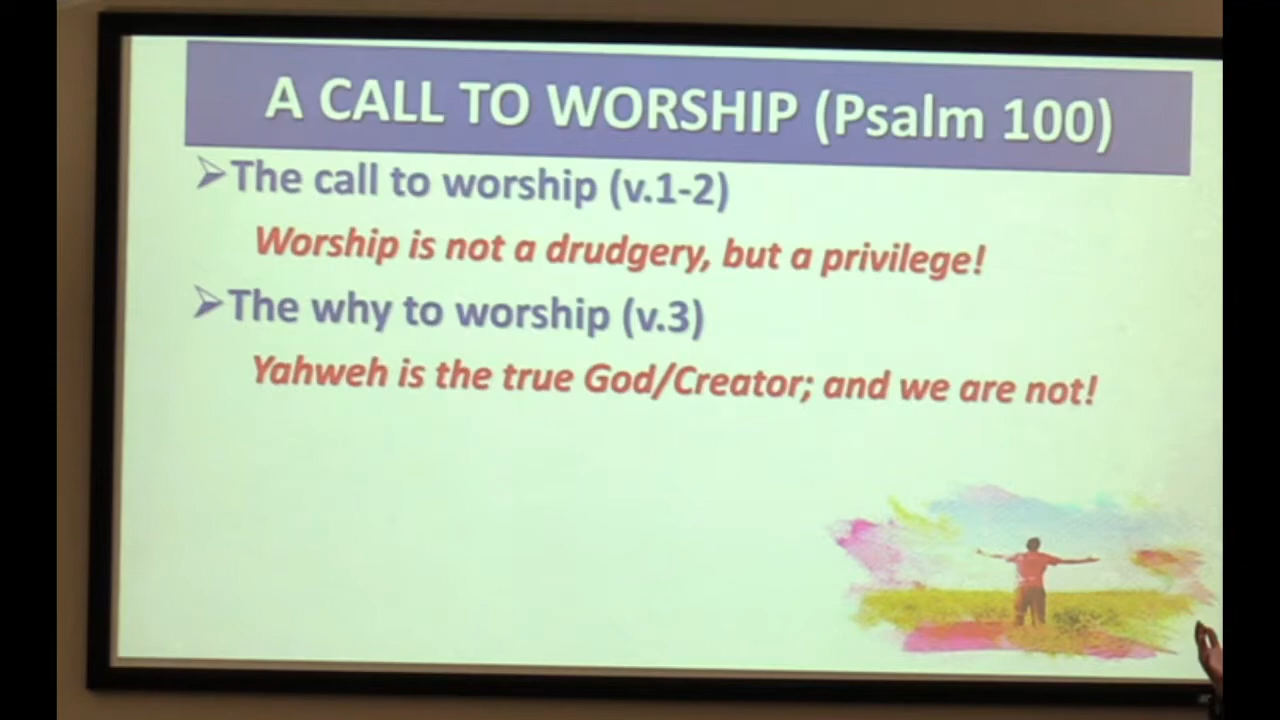 A CALL TO WORSHIP (Psalm 100)
➢The call to worship (v.1-2)
Worship is not a drudgery, but a privilege!
➢The why to worship (v.3)
Yahweh is the true God/Creator; and we are not!